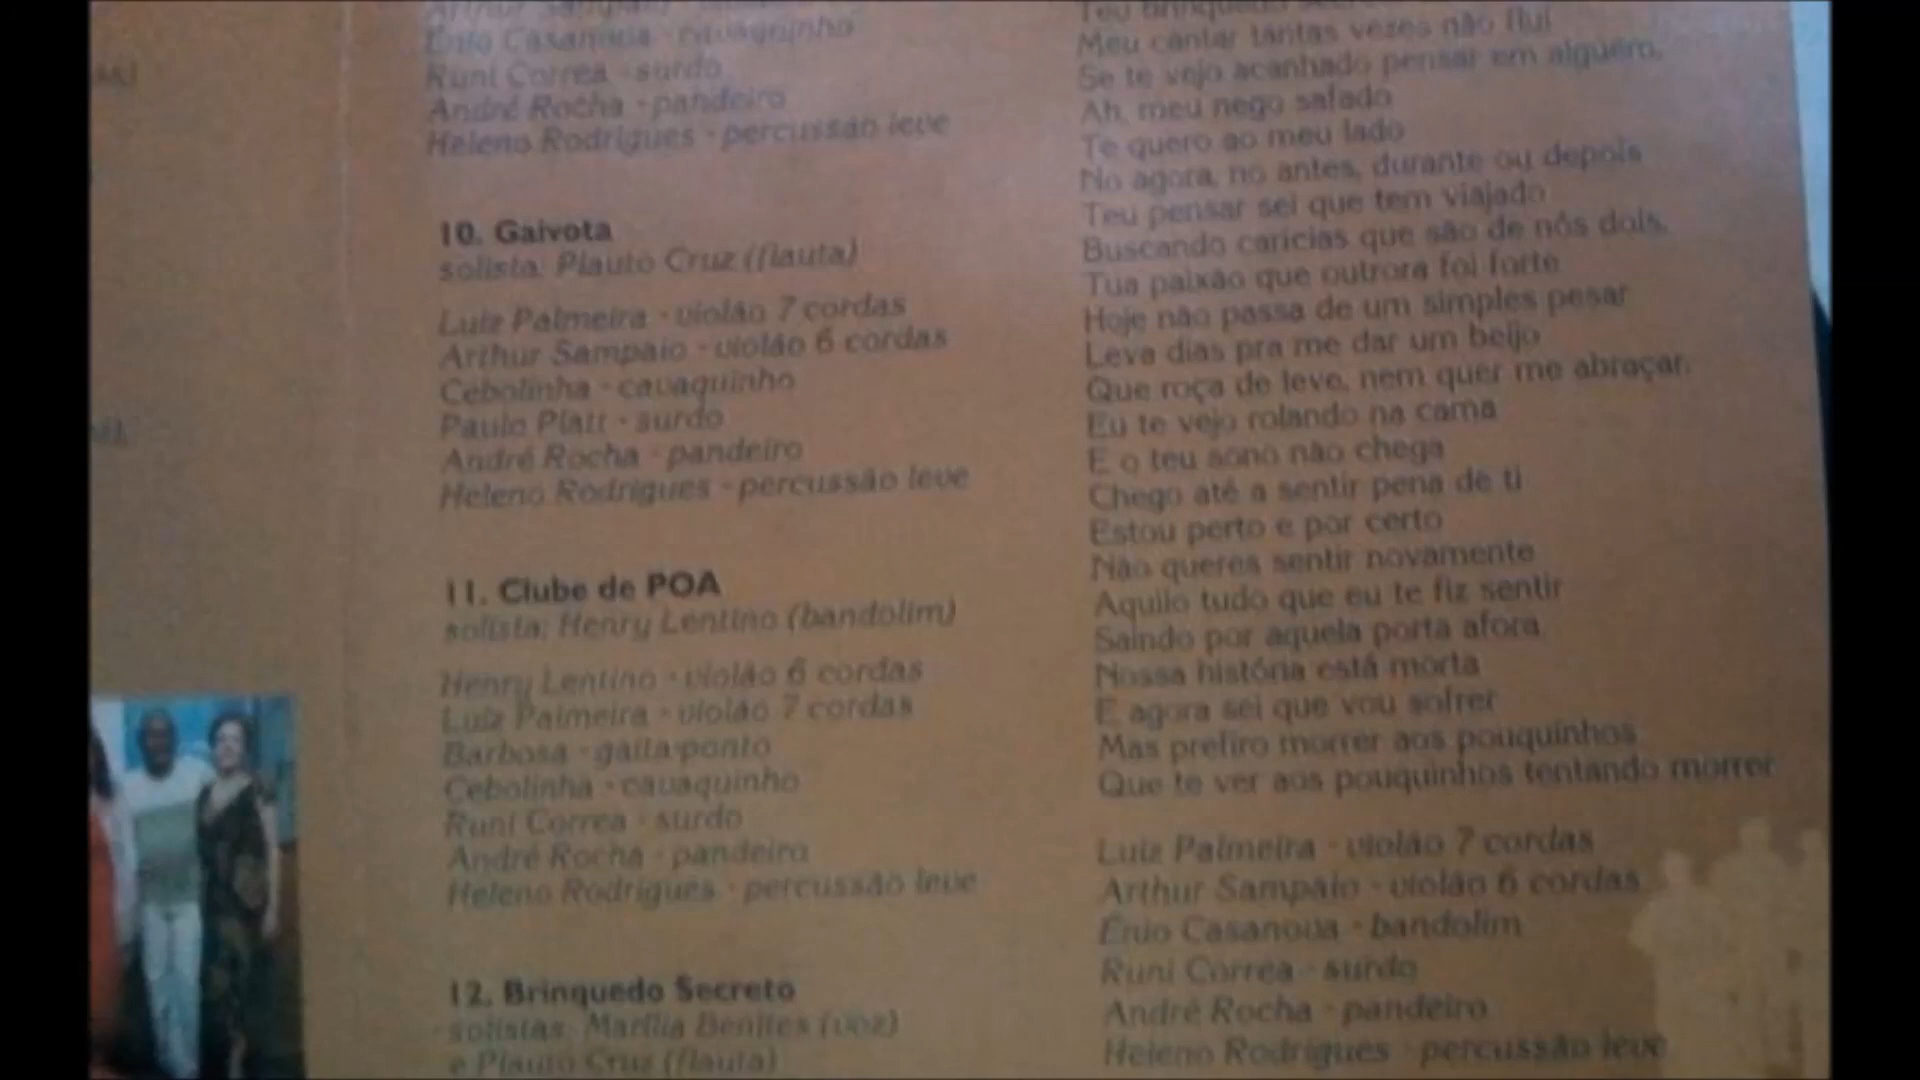 Arthur Sampaio
Ênio Casanova - cavaquinho
Runi Correa - surdo
André Rocha - pandeiro
Heleno Rodrigues - percussão leve
10. Gaivota
solista: Plauto Cruz (flauta)
Luiz Palmeira - violão 7 cordas
Arthur Sampaio - violão 6 cordas
Cebolinha - cavaquinho
Paulo Platt - surdo
André Rocha - pandeiro
Heleno Rodrigues - percussão leve
11. Clube de POA
solista: Henry Lentino (bandolim)
Henry Lentino - violão 6 cordas
Luiz Palmeira - violão 7 cordas
Barbosa - gaita-ponto
Cebolinha - cavaquinho
Runi Correa - surdo
André Rocha - pandeiro
Heleno Rodrigues - percussão leve
12. Brinquedo Secreto
solistas: Marília Benites (voz)
e Plauto Cruz (flauta)
Teu brinquedo
Meu cantar tantas vezes não flui
Se te vejo acanhado pensar em alguém.
Ah, meu nego safado
Te quero ao meu lado
No agora, no antes, durante ou depois
Teu pensar sei que tem viajado
Buscando carícias que são de nós dois.
Tua paixão que outrora foi forte
Hoje não passa de um simples pesar
Leva dias pra me dar um beijo
Que roça de leve, nem quer me abraçar.
Eu te vejo rolando na cama
E o teu sono não chega
Chego até a sentir pena de ti
Estou perto e por certo
Não queres sentir novamente
Aquilo tudo que eu te fiz sentir
Saindo por aquela porta afora
Nossa história está morta
E agora sei que vou sofrer
Mas prefiro morrer aos pouquinhos
Que te ver aos pouquinhos tentando morrer
Luiz Palmeira - violão 7 cordas
Arthur Sampaio - violão 6 cordas
Ênio Casanova - bandolim
Runi Correa - surdo
André Rocha - pandeiro
Heleno Rodrigues - percussão leve